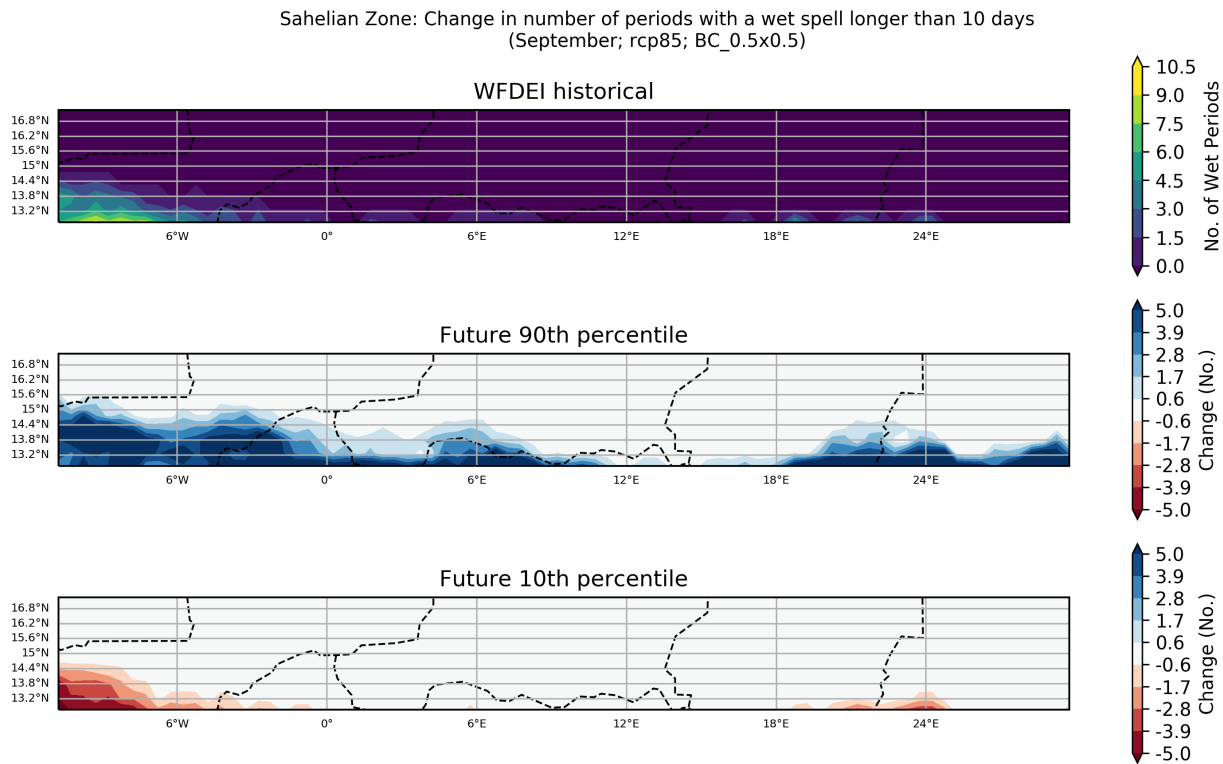 Sahelian Zone: Change in number of periods with a wet spell longer than 10 days
(September; rcp85; BC_0.5x0.5)
WFDEI historical
16.8°N
16.2°N
15.6°N
15°N
14.4°N
13.8°N
13.2°N
6°W 0° 6°E 12°E 18°E 24°E
10.5
9.0
7.5
6.0
4.5
3.0
1.5
0.0
No. of Wet Periods
Future 90th percentile
16.8°N
16.2°N
15.6°N
15°N
14.4°N
13.8°N
13.2°N
6°W 0° 6°E 12°E 18°E 24°E
5.0
3.9
2.8
1.7
0.6
-0.6
-1.7
-2.8
-3.9
-5.0
Change (No.)
Future 10th percentile
16.8°N
16.2°N
15.6°N
15°N
14.4°N
13.8°N
13.2°N
6°W 0° 6°E 12°E 18°E 24°E
5.0
3.9
2.8
1.7
0.6
-0.6
-1.7
-2.8
-3.9
-5.0
Change (No.)